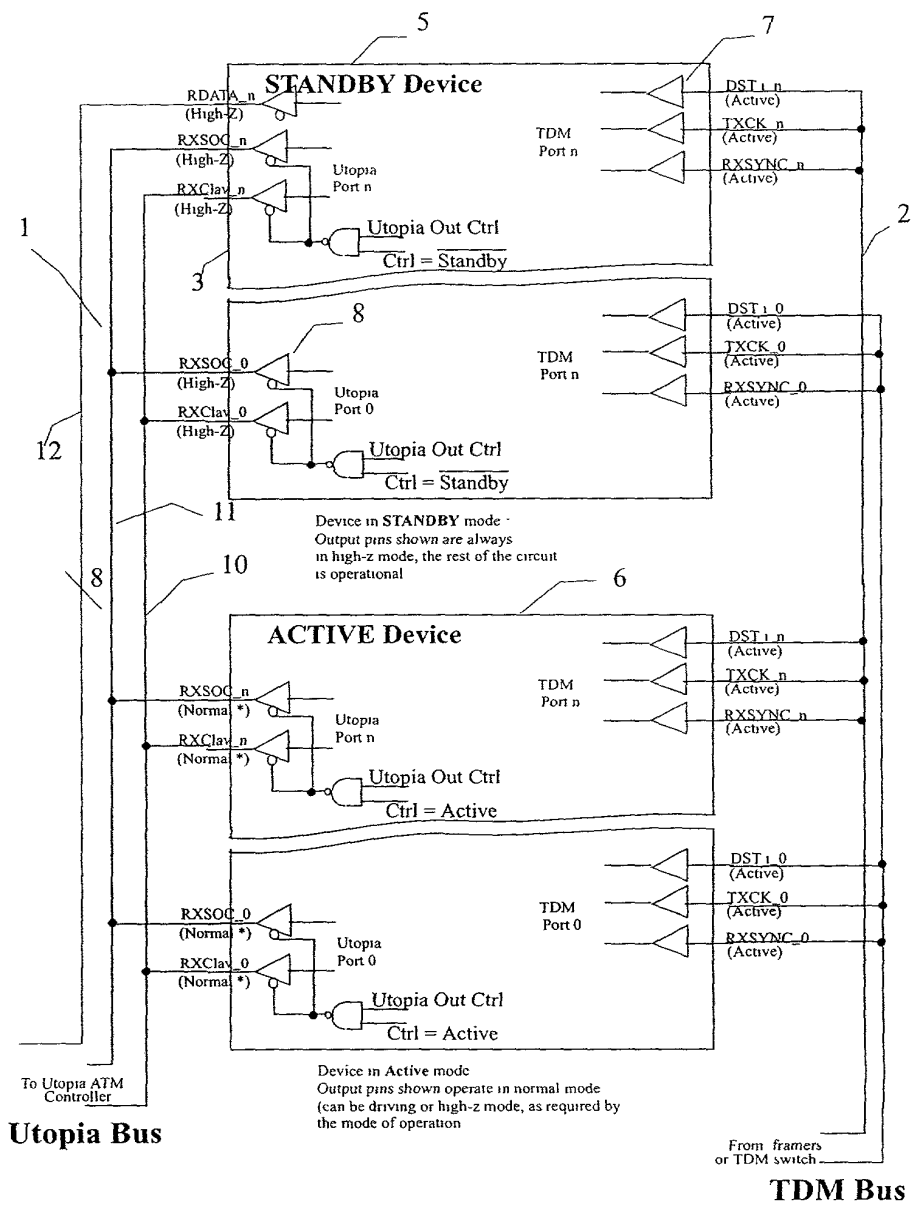 5
7
STANDBY Device
RDATA_n
(High-Z)
RXSOC_n
(High-Z)
RXClav_n
(High-Z)
Utopia
Port n
TDM
Port n
DSTi_n
(Active)
TXCK_n
(Active)
RXSYNC_n
(Active)
Utopia Out Ctrl
Ctrl = Standby
1
2
3
8
RXSOC_0
(High-Z)
RXClav_0
(High-Z)
Utopia
Port 0
TDM
Port n
DSTi_0
(Active)
TXCK_0
(Active)
RXSYNC_0
(Active)
Utopia Out Ctrl
Ctrl = Standby
12
11
Device in STANDBY mode -
Output pins shown are always
in high-z mode, the rest of the circuit
is operational
8
10
6
ACTIVE Device
RXSOC_n
(Normal *)
RXClav_n
(Normal *)
Utopia
Port n
TDM
Port n
DSTi_n
(Active)
TXCK_n
(Active)
RXSYNC_n
(Active)
Utopia Out Ctrl
Ctrl = Active
RXSOC_0
(Normal *)
RXClav_0
(Normal *)
Utopia
Port 0
TDM
Port 0
DSTi_0
(Active)
TXCK_0
(Active)
RXSYNC_0
(Active)
Utopia Out Ctrl
Ctrl = Active
Device in Active mode
Output pins shown operate in normal mode
(can be driving or high-z mode, as required by
the mode of operation
To Utopia ATM
Controller
Utopia Bus
From framers
or TDM switch
TDM Bus